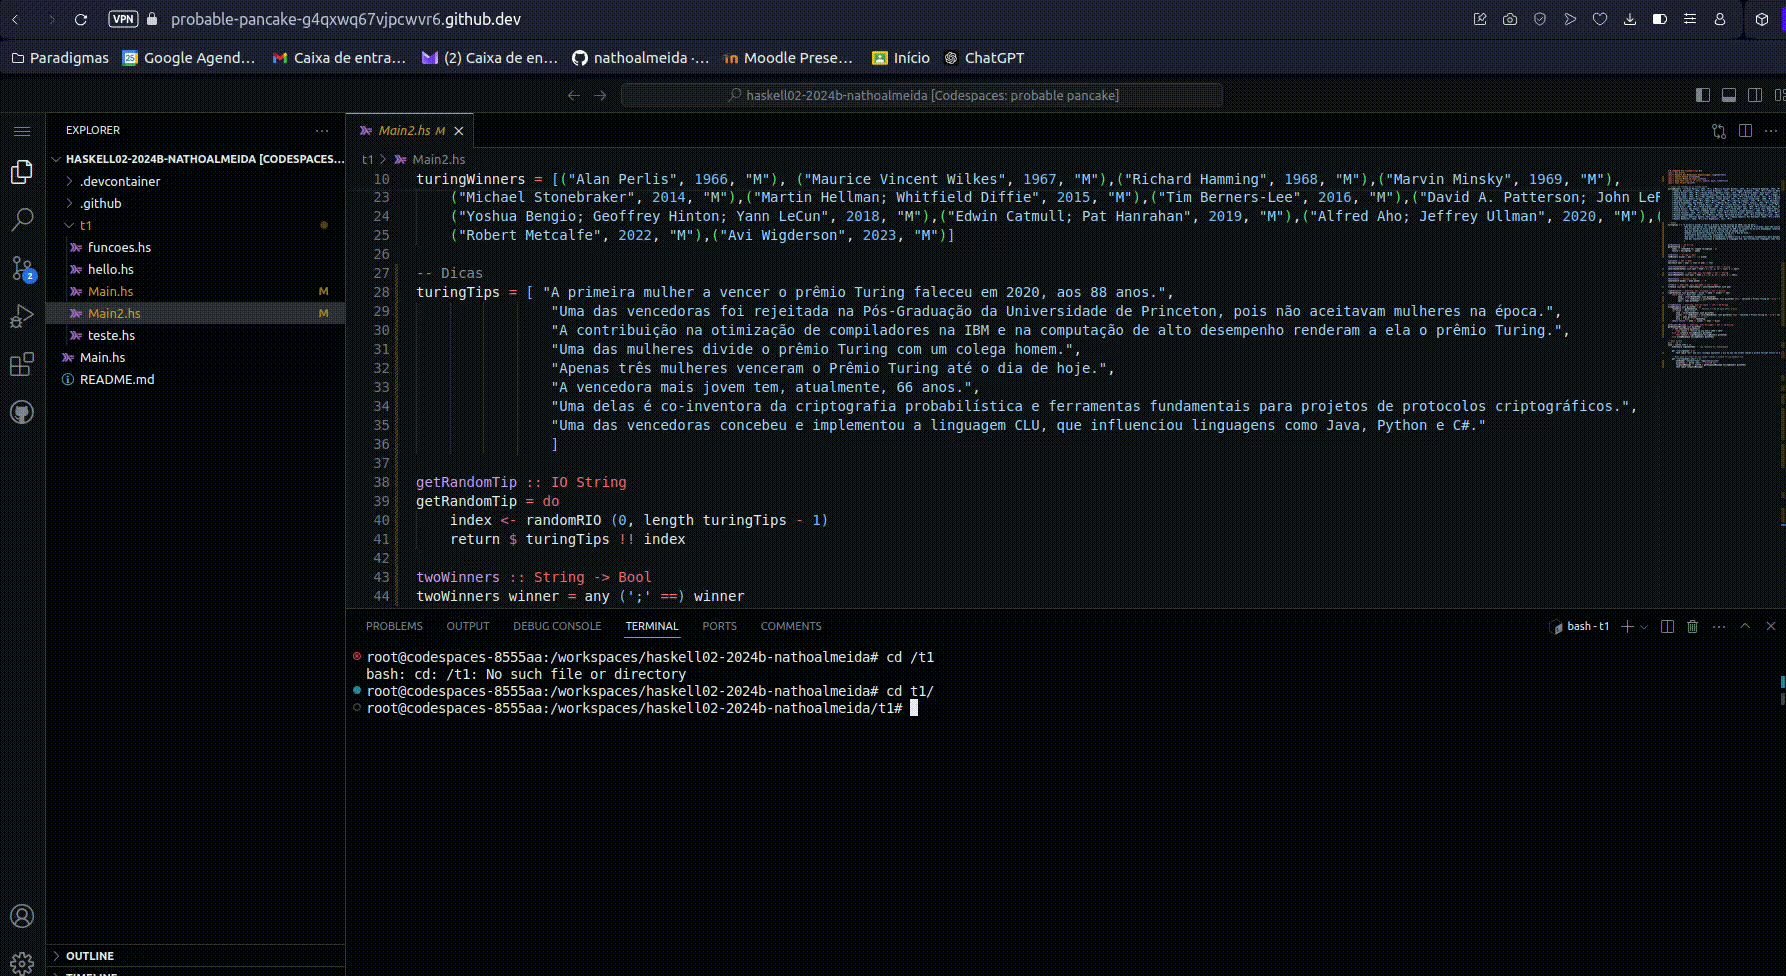 VPN probable-pancake-g4qxwq67vjpcwvr6.github.dev
Paradigmas Google Agend... Caixa de entra... (2) Caixa de en... nathoalmeida ·... Moodle Prese... Início ChatGPT
haskell02-2024b-nathoalmeida [Codespaces: probable pancake]
EXPLORER
HASKELL02-2024B-NATHOALMEIDA [CODESPACES...
.devcontainer
.github
t1
funcoes.hs
hello.hs
Main.hs M
Main2.hs M
teste.hs
Main.hs
README.md
2
OUTLINE
TIMELINE
Main2.hs M
t1 > Main2.hs
10 turingWinners = [("Alan Perlis", 1966, "M"), ("Maurice Vincent Wilkes", 1967, "M"),("Richard Hamming", 1968, "M"),("Marvin Minsky", 1969, "M"),
23 ("Michael Stonebraker", 2014, "M"),("Martin Hellman; Whitfield Diffie", 2015, "M"),("Tim Berners-Lee", 2016, "M"),("David A. Patterson; John LeR
24 ("Yoshua Bengio; Geoffrey Hinton; Yann LeCun", 2018, "M"),("Edwin Catmull; Pat Hanrahan", 2019, "M"),("Alfred Aho; Jeffrey Ullman", 2020, "M"),(
25 ("Robert Metcalfe", 2022, "M"),("Avi Wigderson", 2023, "M")]
26
27 -- Dicas
28 turingTips = [ "A primeira mulher a vencer o prêmio Turing faleceu em 2020, aos 88 anos.",
29 "Uma das vencedoras foi rejeitada na Pós-Graduação da Universidade de Princeton, pois não aceitavam mulheres na época.",
30 "A contribuição na otimização de compiladores na IBM e na computação de alto desempenho renderam a ela o prêmio Turing.",
31 "Uma das mulheres divide o prêmio Turing com um colega homem.",
32 "Apenas três mulheres venceram o Prêmio Turing até o dia de hoje.",
33 "A vencedora mais jovem tem, atualmente, 66 anos.",
34 "Uma delas é co-inventora da criptografia probabilística e ferramentas fundamentais para projetos de protocolos criptográficos.",
35 "Uma das vencedoras concebeu e implementou a linguagem CLU, que influenciou linguagens como Java, Python e C#."
36 ]
37
38 getRandomTip :: IO String
39 getRandomTip = do
40 index <- randomRIO (0, length turingTips - 1)
41 return $ turingTips !! index
42
43 twoWinners :: String -> Bool
44 twoWinners winner = any (';' ==) winner
PROBLEMS OUTPUT DEBUG CONSOLE TERMINAL PORTS COMMENTS bash - t1
root@codespaces-8555aa:/workspaces/haskell02-2024b-nathoalmeida# cd /t1
bash: cd: /t1: No such file or directory
root@codespaces-8555aa:/workspaces/haskell02-2024b-nathoalmeida# cd t1/
root@codespaces-8555aa:/workspaces/haskell02-2024b-nathoalmeida/t1#